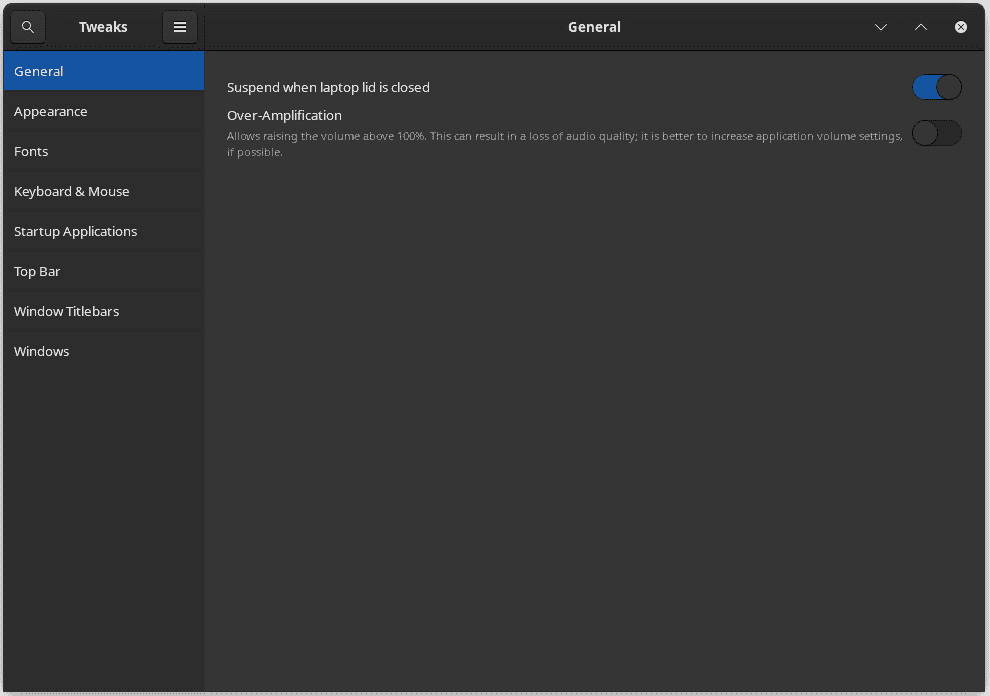 Tweaks
General
General
Appearance
Fonts
Keyboard & Mouse
Startup Applications
Top Bar
Window Titlebars
Windows
Suspend when laptop lid is closed
Over-Amplification
Allows raising the volume above 100%. This can result in a loss of audio quality; it is better to increase application volume settings,
if possible.